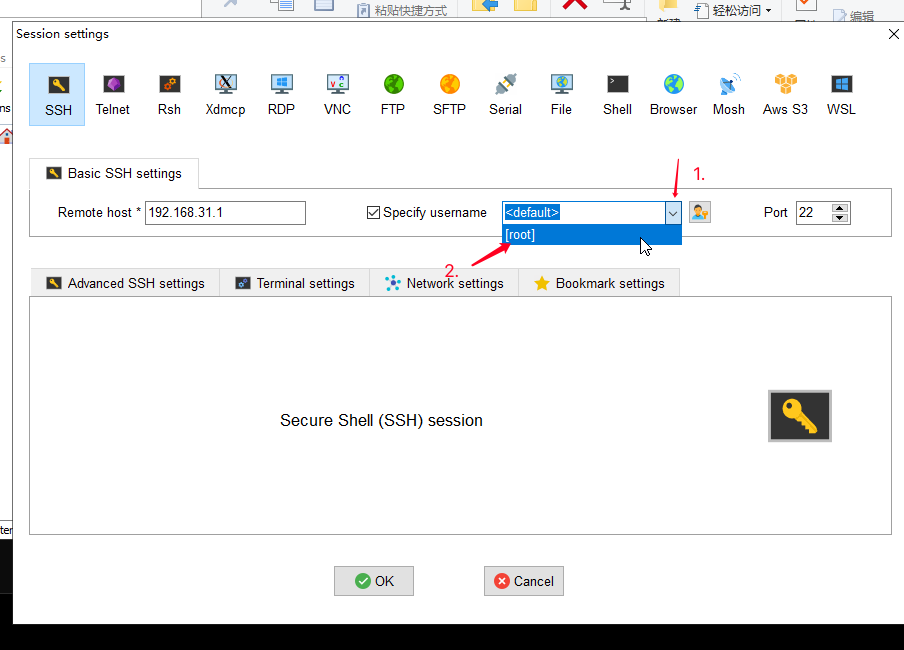 粘贴快捷方式
轻松访问
编辑
Session settings
SSH
Telnet
Rsh
Xdmcp
RDP
VNC
FTP
SFTP
Serial
File
Shell
Browser
Mosh
Aws S3
WSL
Basic SSH settings
1.
Remote host *
192.168.31.1
Specify username
<default>
Port
22
[root]
2.
Advanced SSH settings
Terminal settings
Network settings
Bookmark settings
Secure Shell (SSH) session
OK
Cancel